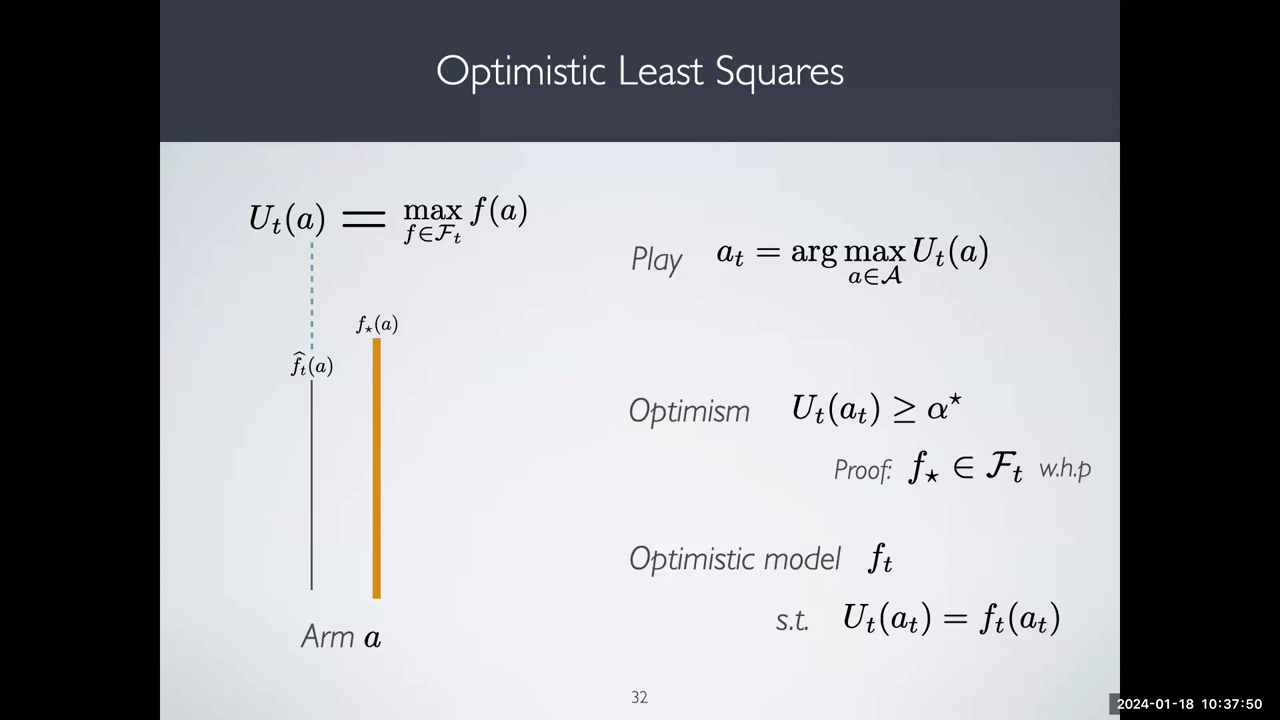 Optimistic Least Squares
U_t(a) = max_{f∈ℱ_t} f(a)
Play a_t = arg max_{a∈𝒜} U_t(a)
f_⋆(a)
f̂_t(a)
Optimism U_t(a_t) ≥ α^⋆
Proof: f_⋆ ∈ ℱ_t w.h.p
Optimistic model f_t
s.t. U_t(a_t) = f_t(a_t)
Arm a
32
2024-01-18 10:37:50